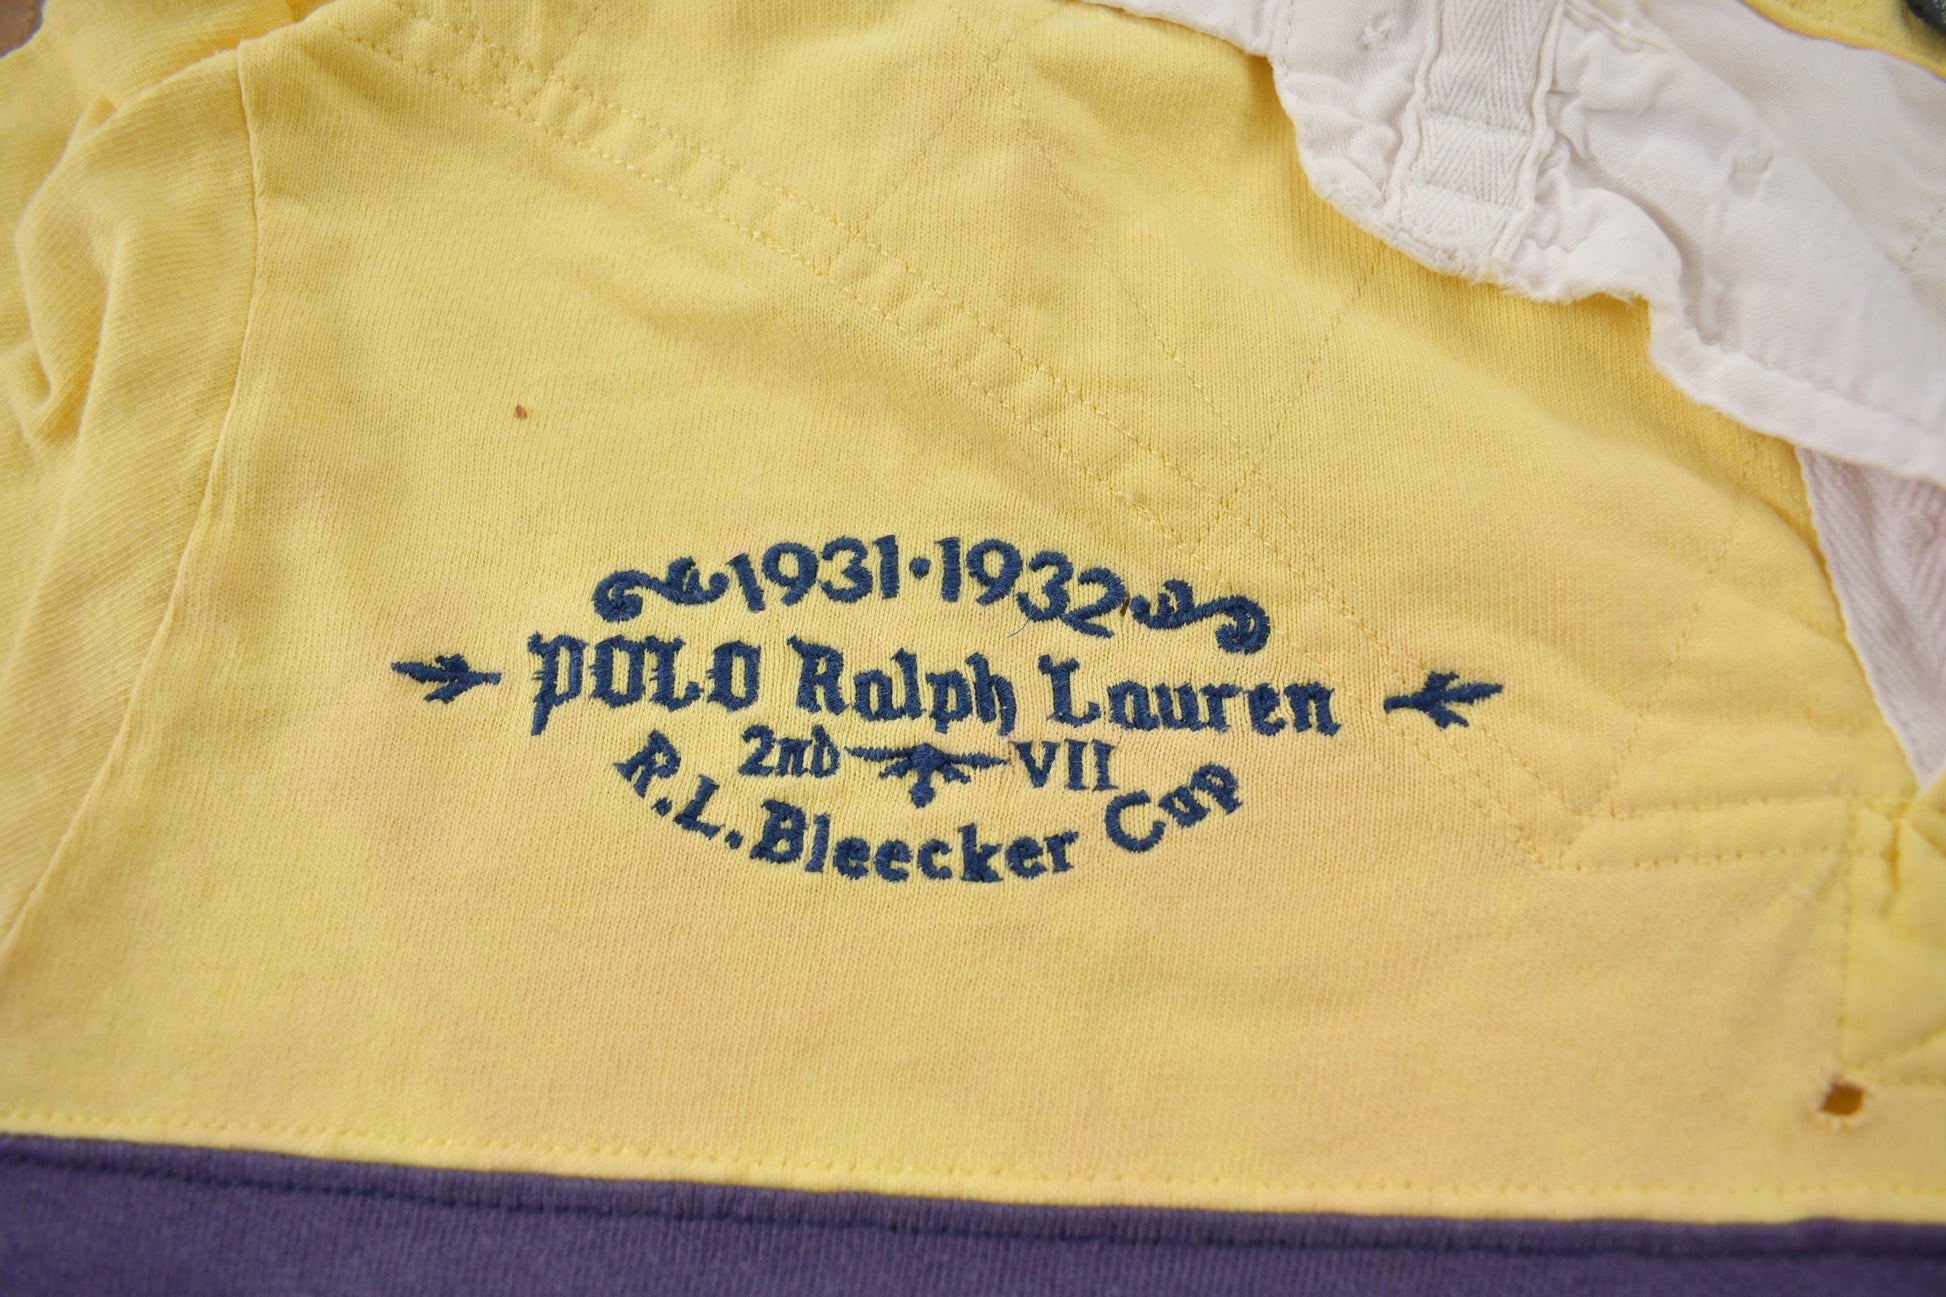 1931·1932
POLO Ralph Lauren
2nd VII
R.L. Bleecker Cup